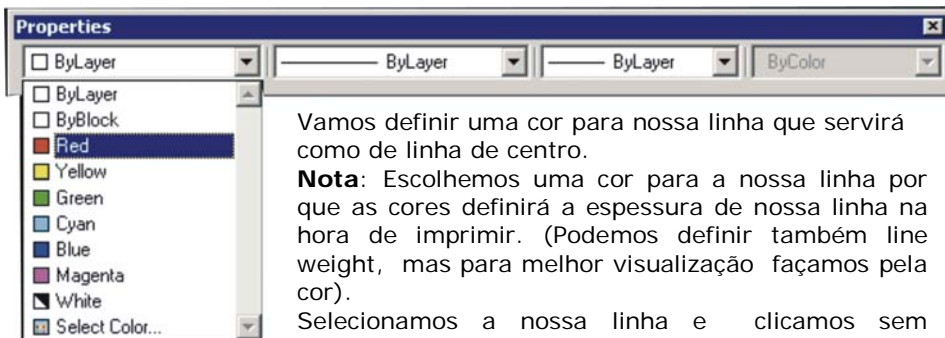 Properties
ByLayer ByLayer ByLayer ByColor
ByLayer
ByBlock
Red
Yellow
Green
Cyan
Blue
Magenta
White
Select Color...
Vamos definir uma cor para nossa linha que servirá
como de linha de centro.
Nota: Escolhemos uma cor para a nossa linha por
que as cores definirá a espessura de nossa linha na
hora de imprimir. (Podemos definir também line
weight, mas para melhor visualização façamos pela
cor).
Selecionamos a nossa linha e clicamos sem